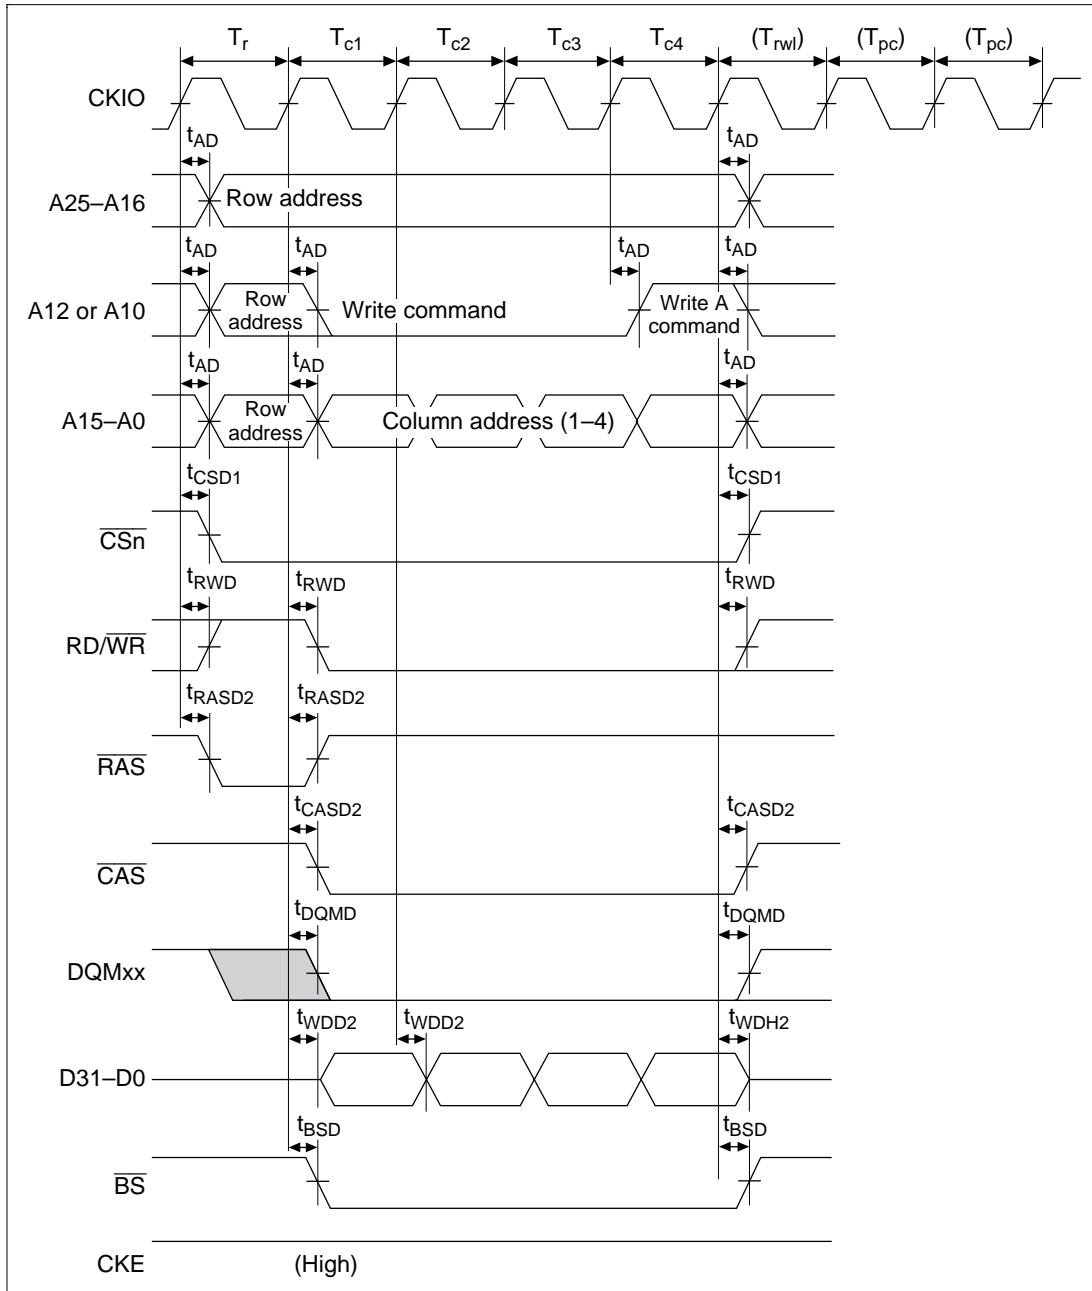 Tr Tc1 Tc2 Tc3 Tc4 (Trwl) (Tpc) (Tpc)
CKIO
tAD tAD
A25–A16 Row address
tAD tAD tAD tAD
A12 or A10 Row address Write command Write A command
tAD tAD tAD
A15–A0 Row address Column address (1–4)
tCSD1 tCSD1
CSn
tRWD tRWD tRWD
RD/WR
tRASD2 tRASD2
RAS
tCASD2 tCASD2
CAS
tDQMD tDQMD
DQMxx
tWDD2 tWDD2 tWDH2
D31–D0
tBSD tBSD
BS
CKE (High)